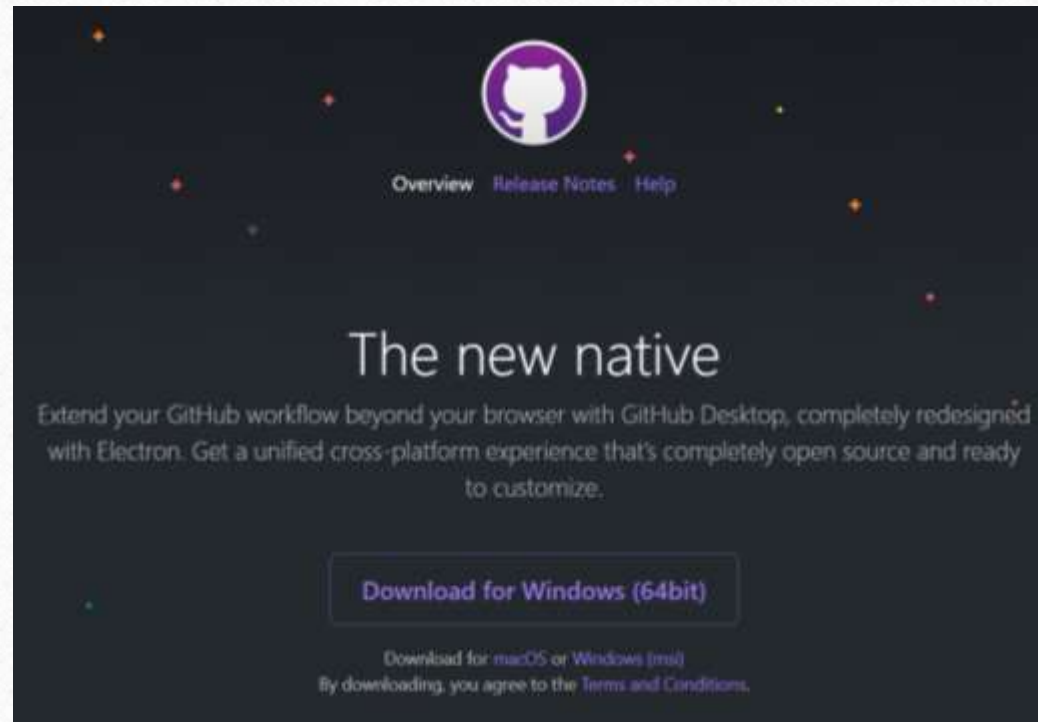 Overview Release Notes Help
The new native
Extend your GitHub workflow beyond your browser with GitHub Desktop, completely redesigned
with Electron. Get a unified cross-platform experience that's completely open source and ready
to customize.
Download for Windows (64bit)
Download for macOS or Windows (msi)
By downloading, you agree to the Terms and Conditions.